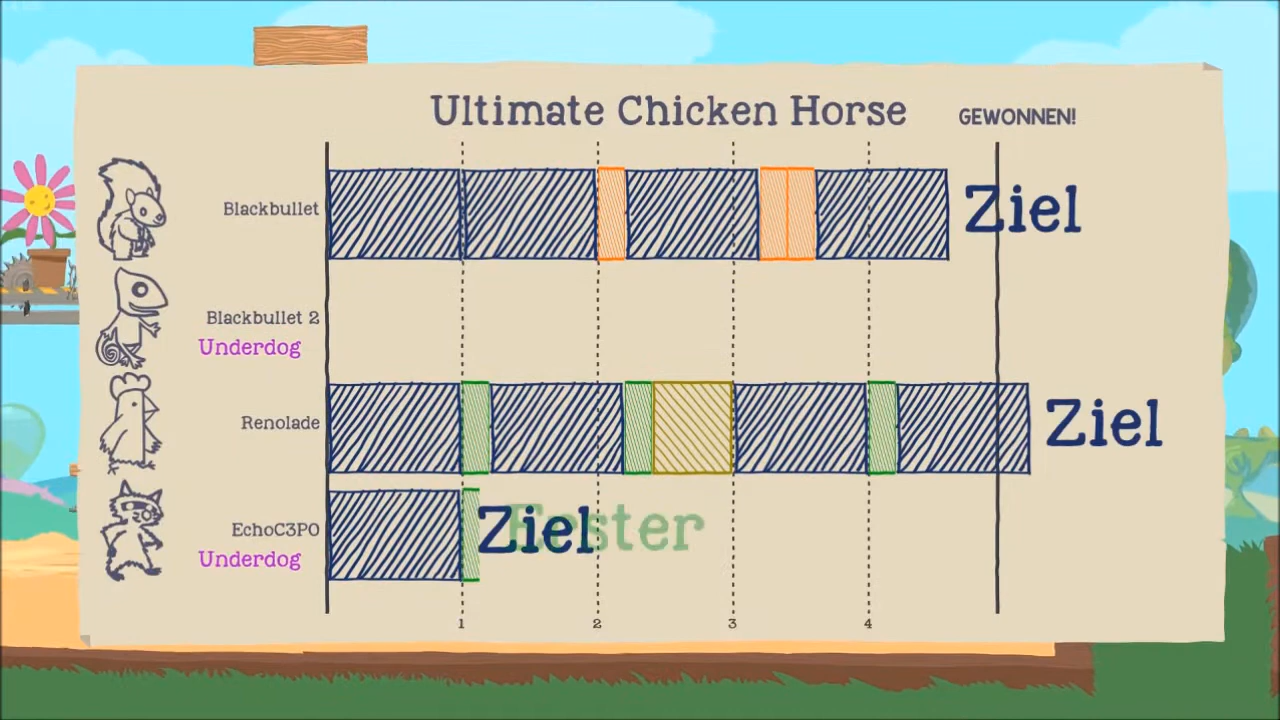 Ultimate Chicken Horse
GEWONNEN!
Blackbullet
Ziel
Blackbullet 2
Underdog
Renolade
Ziel
EchoC3PO
Underdog
Ziel
Erster
1 2 3 4